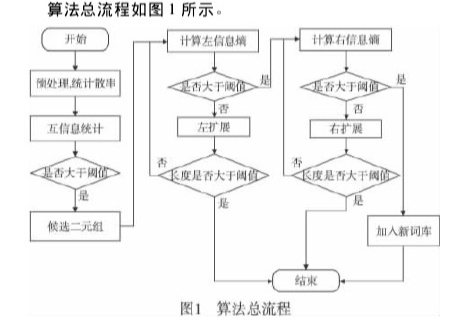 算法总流程如图1所示。
开始
预处理,统计散率
互信息统计
是否大于阈值
是
候选二元组
计算左信息熵
是否大于阈值
是
否
左扩展
否
长度是否大于阈值
是
计算右信息熵
是否大于阈值
是
否
右扩展
否
长度是否大于阈值
是
加入新词库
结束
图1 算法总流程